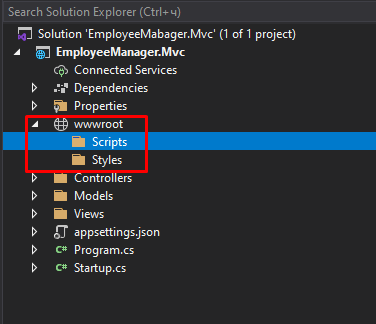 Search Solution Explorer (Ctrl+ч)
Solution 'EmployeeMabager.Mvc' (1 of 1 project)
EmployeeManager.Mvc
Connected Services
Dependencies
Properties
wwwroot
Scripts
Styles
Controllers
Models
Views
appsettings.json
C# Program.cs
C# Startup.cs